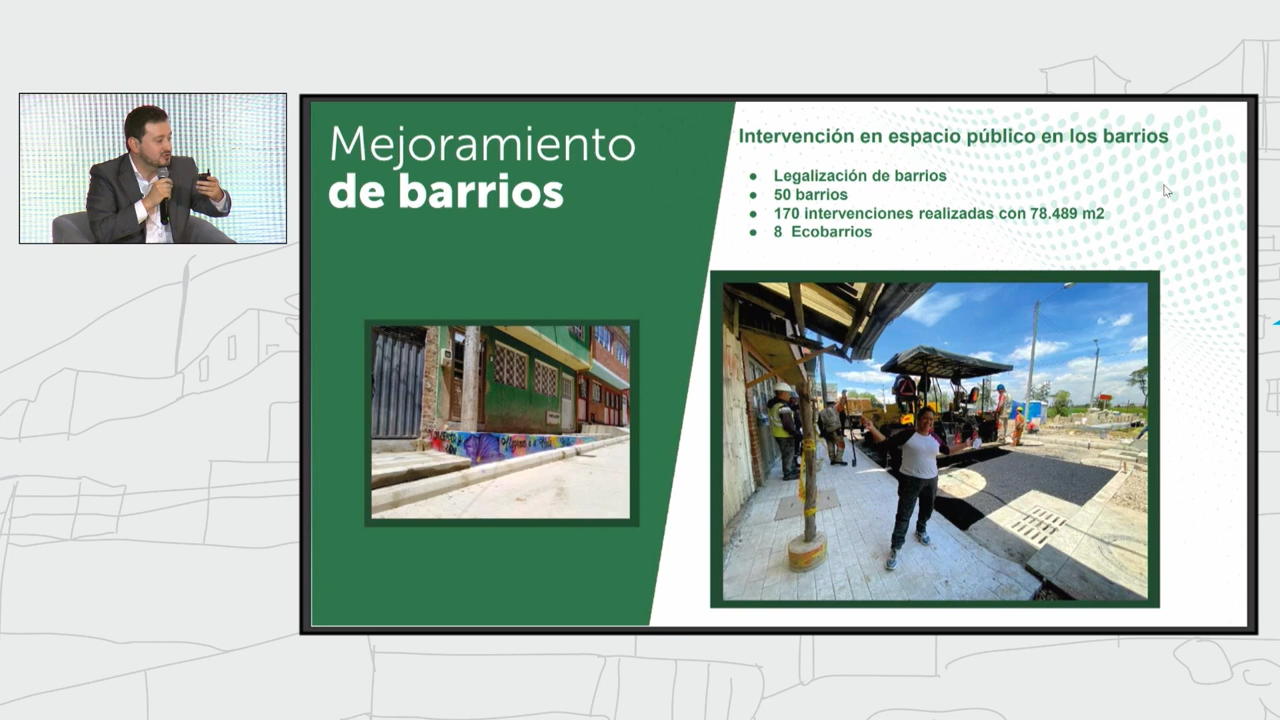 Mejoramiento
de barrios
Intervención en espacio público en los barrios
● Legalización de barrios
● 50 barrios
● 170 intervenciones realizadas con 78.489 m2
● 8 Ecobarrios